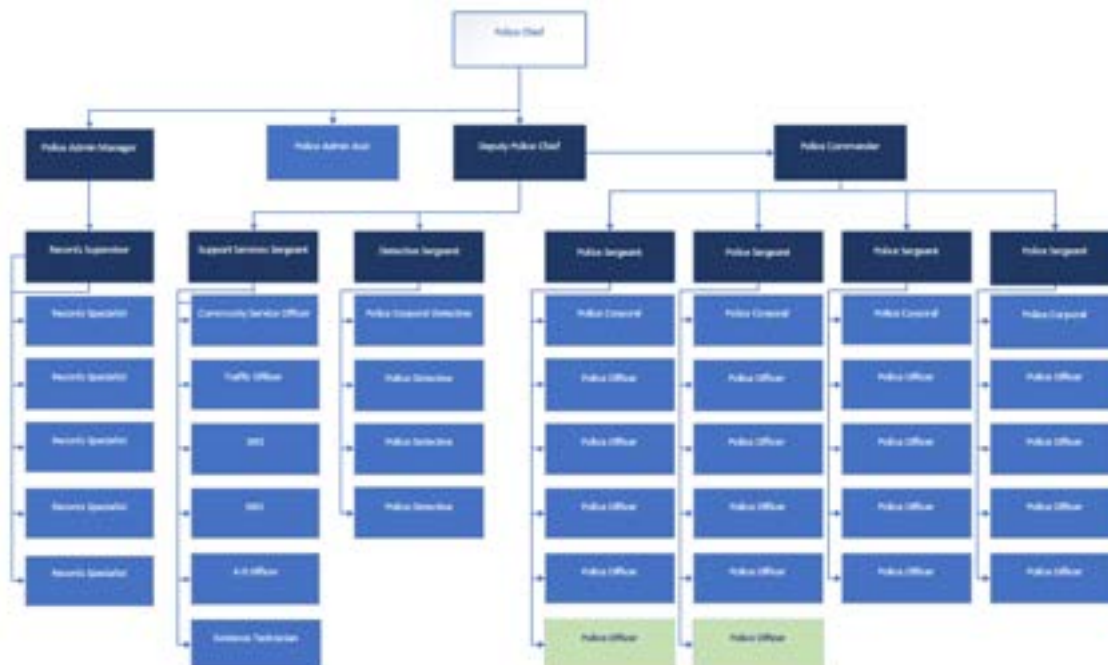 Police Chief
Police Admin Manager
Police Admin Asst
Deputy Police Chief
Police Commander
Records Supervisor
Support Services Sergeant
Detective Sergeant
Police Sergeant
Police Sergeant
Police Sergeant
Police Sergeant
Records Specialist
Community Service Officer
Police Corporal Detective
Police Corporal
Police Corporal
Police Corporal
Police Corporal
Records Specialist
Traffic Officer
Police Detective
Police Officer
Police Officer
Police Officer
Police Officer
Records Specialist
Police Detective
Police Officer
Police Officer
Police Officer
Police Officer
Records Specialist
Police Detective
Police Officer
Police Officer
Police Officer
Police Officer
Records Specialist
Officer
Police Officer
Police Officer
Police Officer
Police Officer
Evidence Technician
Police Officer
Police Officer